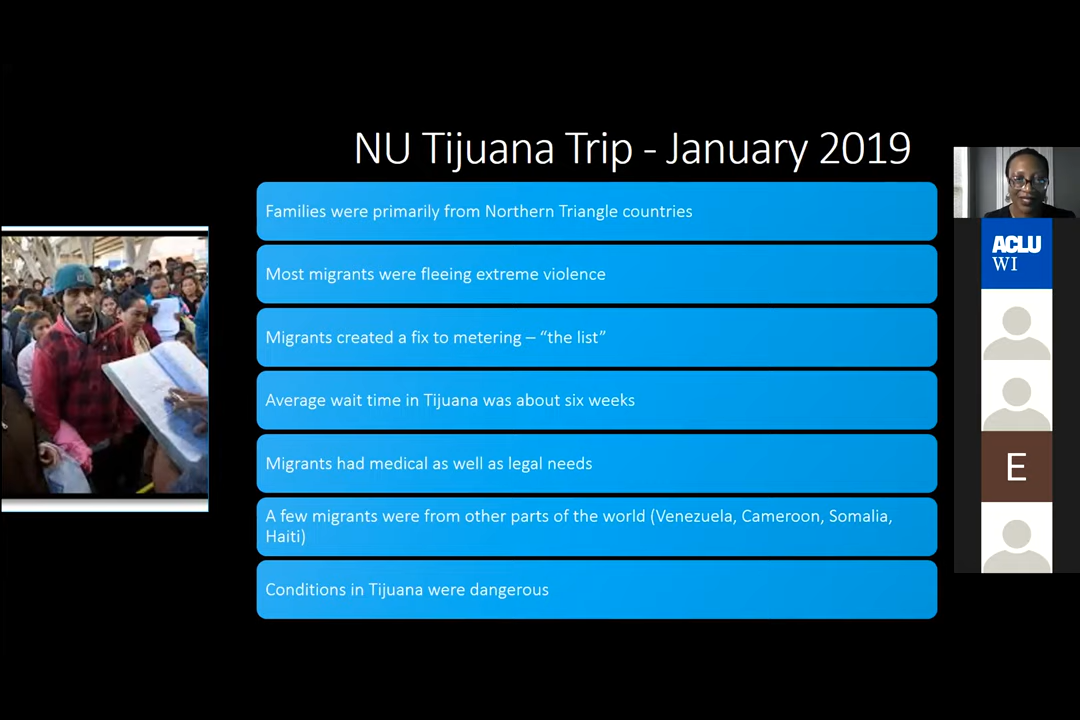 NU Tijuana Trip - January 2019
Families were primarily from Northern Triangle countries
Most migrants were fleeing extreme violence
Migrants created a fix to metering – “the list”
Average wait time in Tijuana was about six weeks
Migrants had medical as well as legal needs
A few migrants were from other parts of the world (Venezuela, Cameroon, Somalia,
Haiti)
Conditions in Tijuana were dangerous
ACLU
WI
E